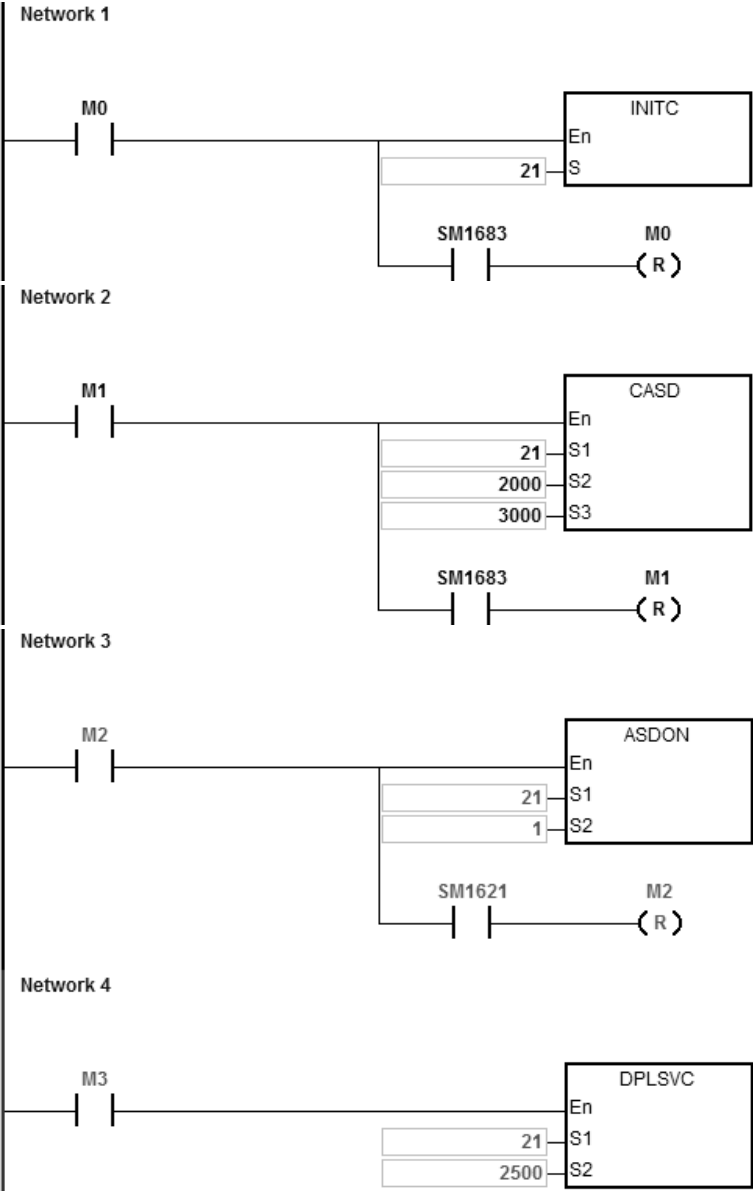 Network 1
M0
INITC
En
21 S
SM1683 M0
R
Network 2
M1
CASD
En
21 S1
2000 S2
3000 S3
SM1683 M1
R
Network 3
M2
ASDON
En
21 S1
1 S2
SM1621 M2
R
Network 4
M3
DPLSVC
En
21 S1
2500 S2